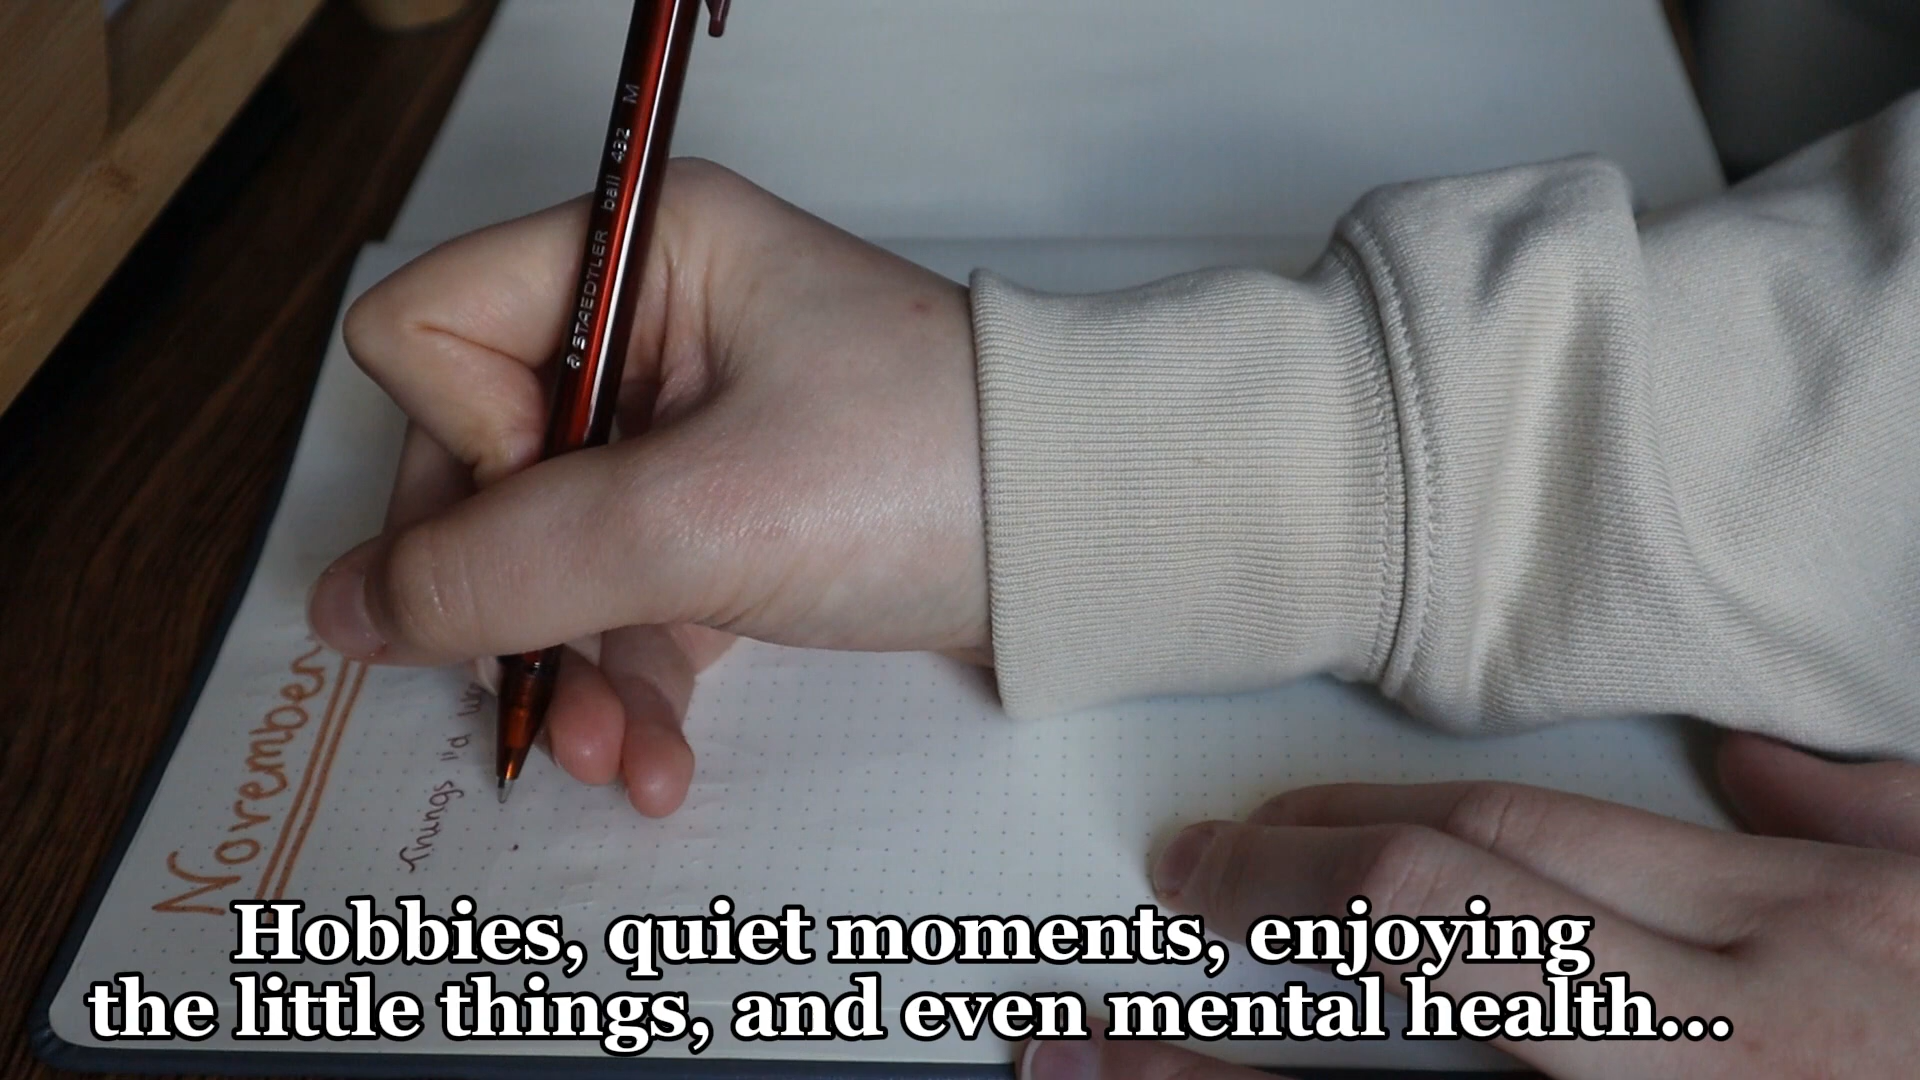 STAEDTLER ball 432 M
November
Things I'd
Hobbies, quiet moments, enjoying
the little things, and even mental health...